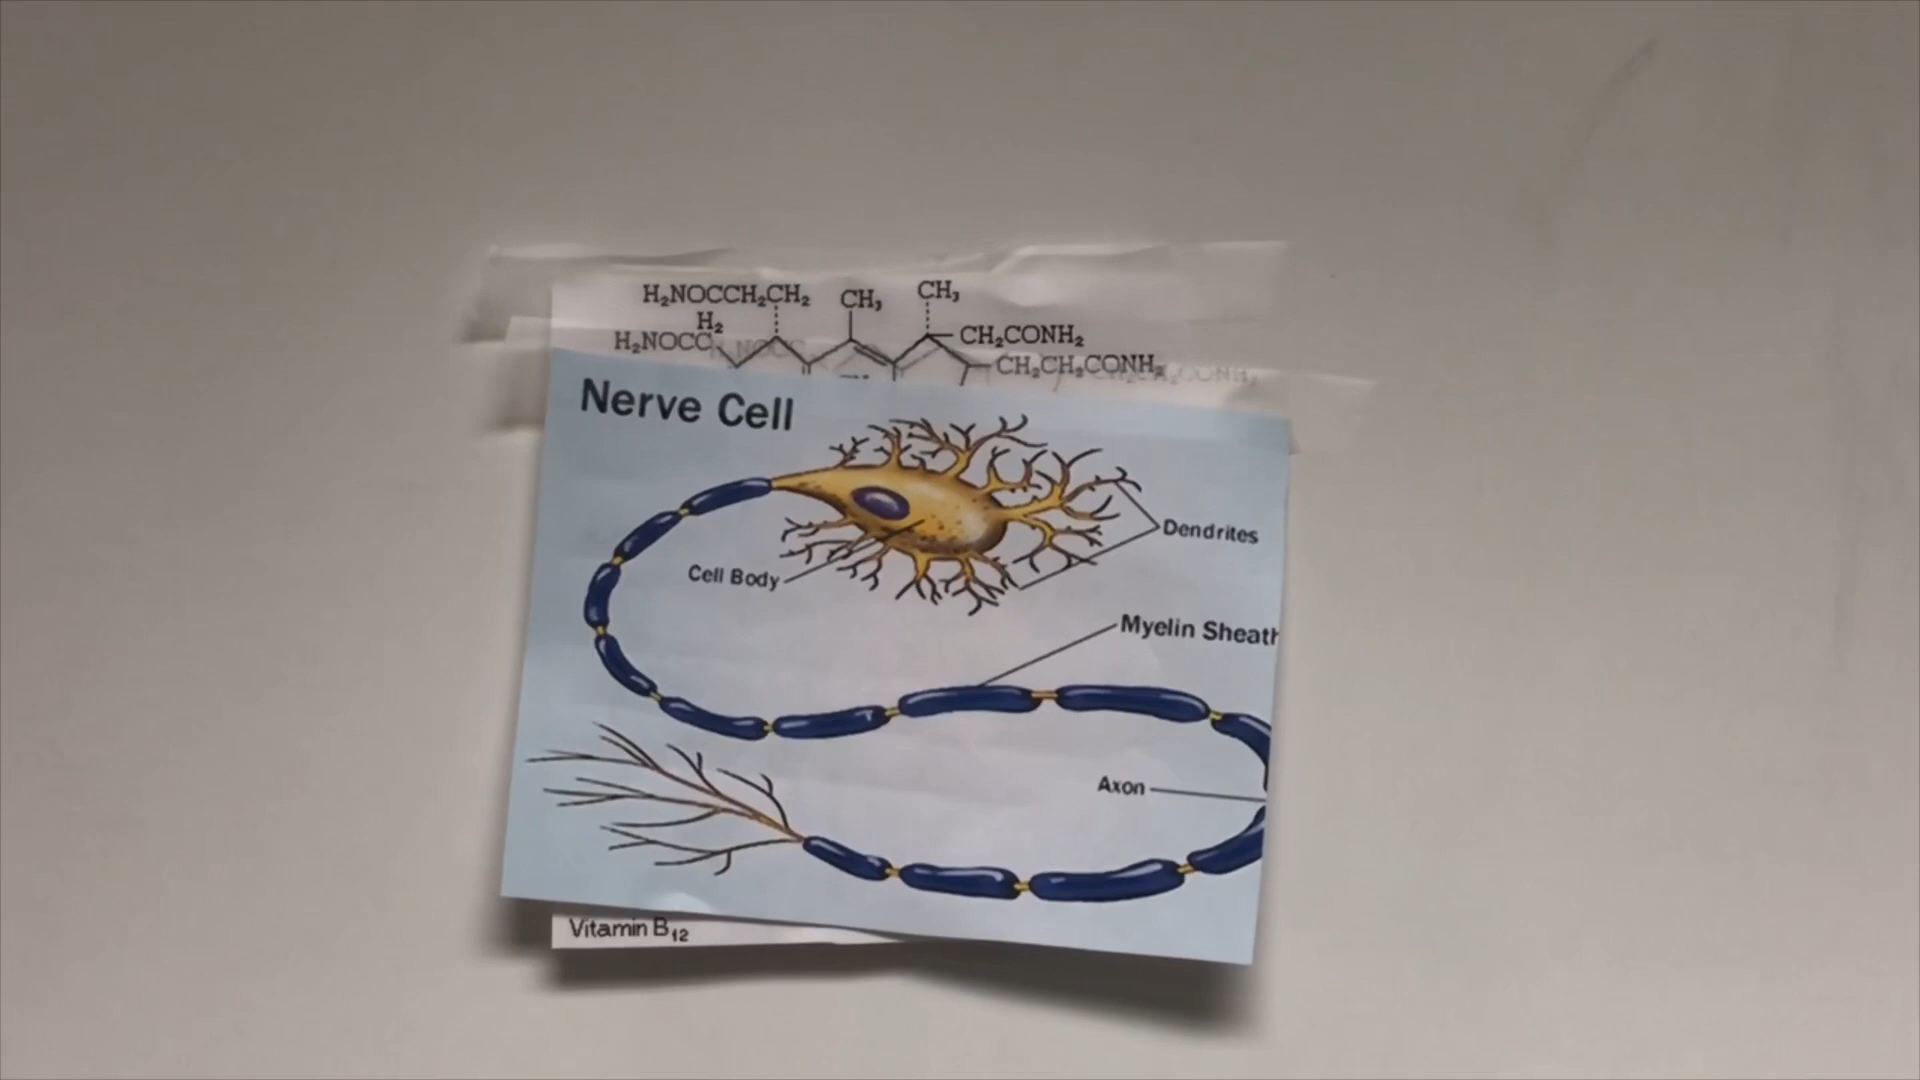 H₂NOCCH₂CH₂ CH₃ CH₃
H₂
H₂NOCC CH₂CONH₂
CH₂CH₂CONH₂
Nerve Cell
Dendrites
Cell Body
Myelin Sheath
Axon
Vitamin B₁₂